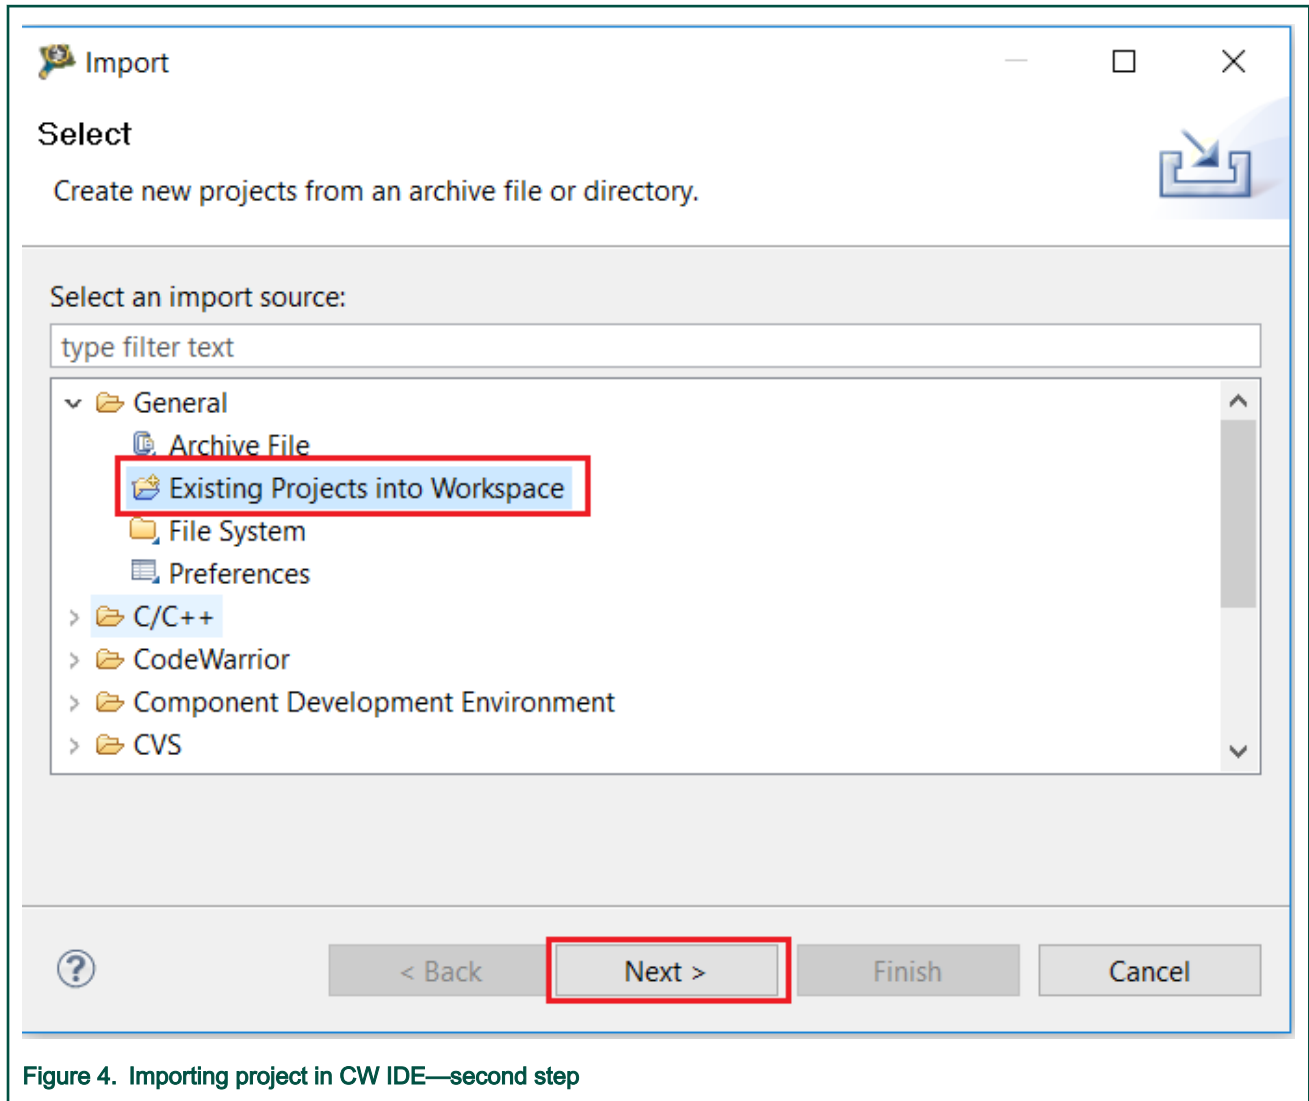 Import
Select
Create new projects from an archive file or directory.
Select an import source:
type filter text
General
Archive File
Existing Projects into Workspace
File System
Preferences
C/C++
CodeWarrior
Component Development Environment
CVS
< Back
Next >
Finish
Cancel
Figure 4. Importing project in CW IDE—second step